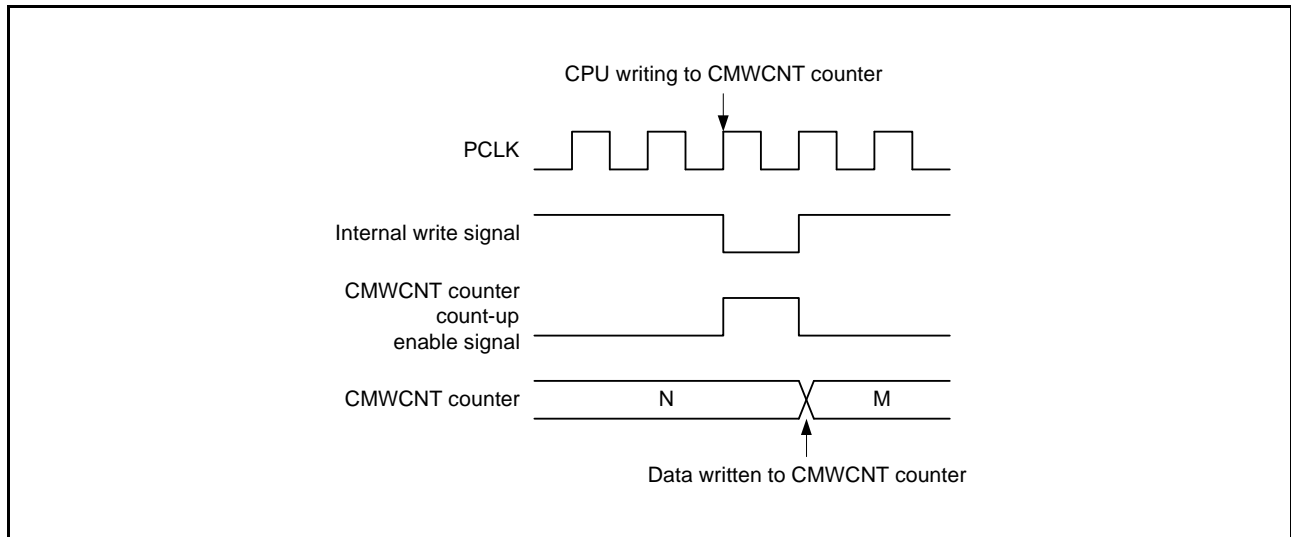 CPU writing to CMWCNT counter
PCLK
Internal write signal
CMWCNT counter
count-up
enable signal
CMWCNT counter
N
M
Data written to CMWCNT counter